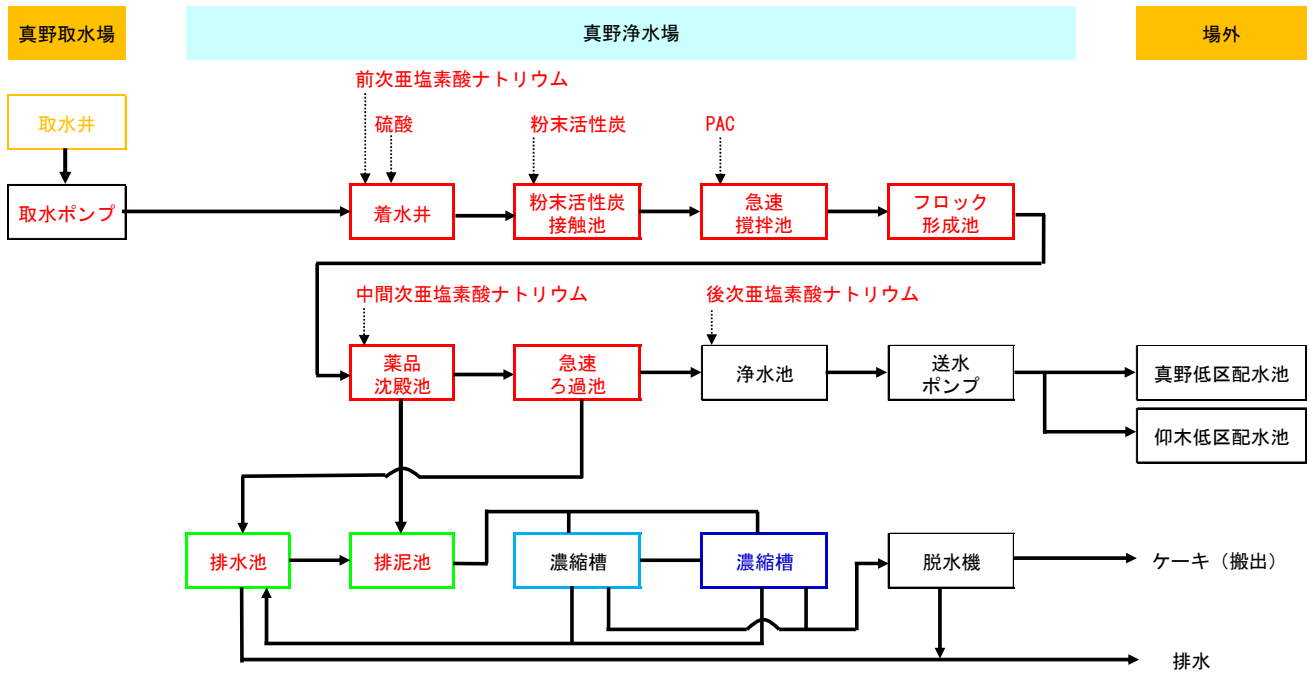 真野取水場
真野浄水場
場外
前次亜塩素酸ナトリウム
取水井
硫酸
粉末活性炭
PAC
取水ポンプ
着水井
粉末活性炭
接触池
急速
撹拌池
フロック
形成池
中間次亜塩素酸ナトリウム
後次亜塩素酸ナトリウム
薬品
沈殿池
急速
ろ過池
浄水池
送水
ポンプ
真野低区配水池
仰木低区配水池
排水池
排泥池
濃縮槽
濃縮槽
脱水機
ケーキ（搬出）
排水